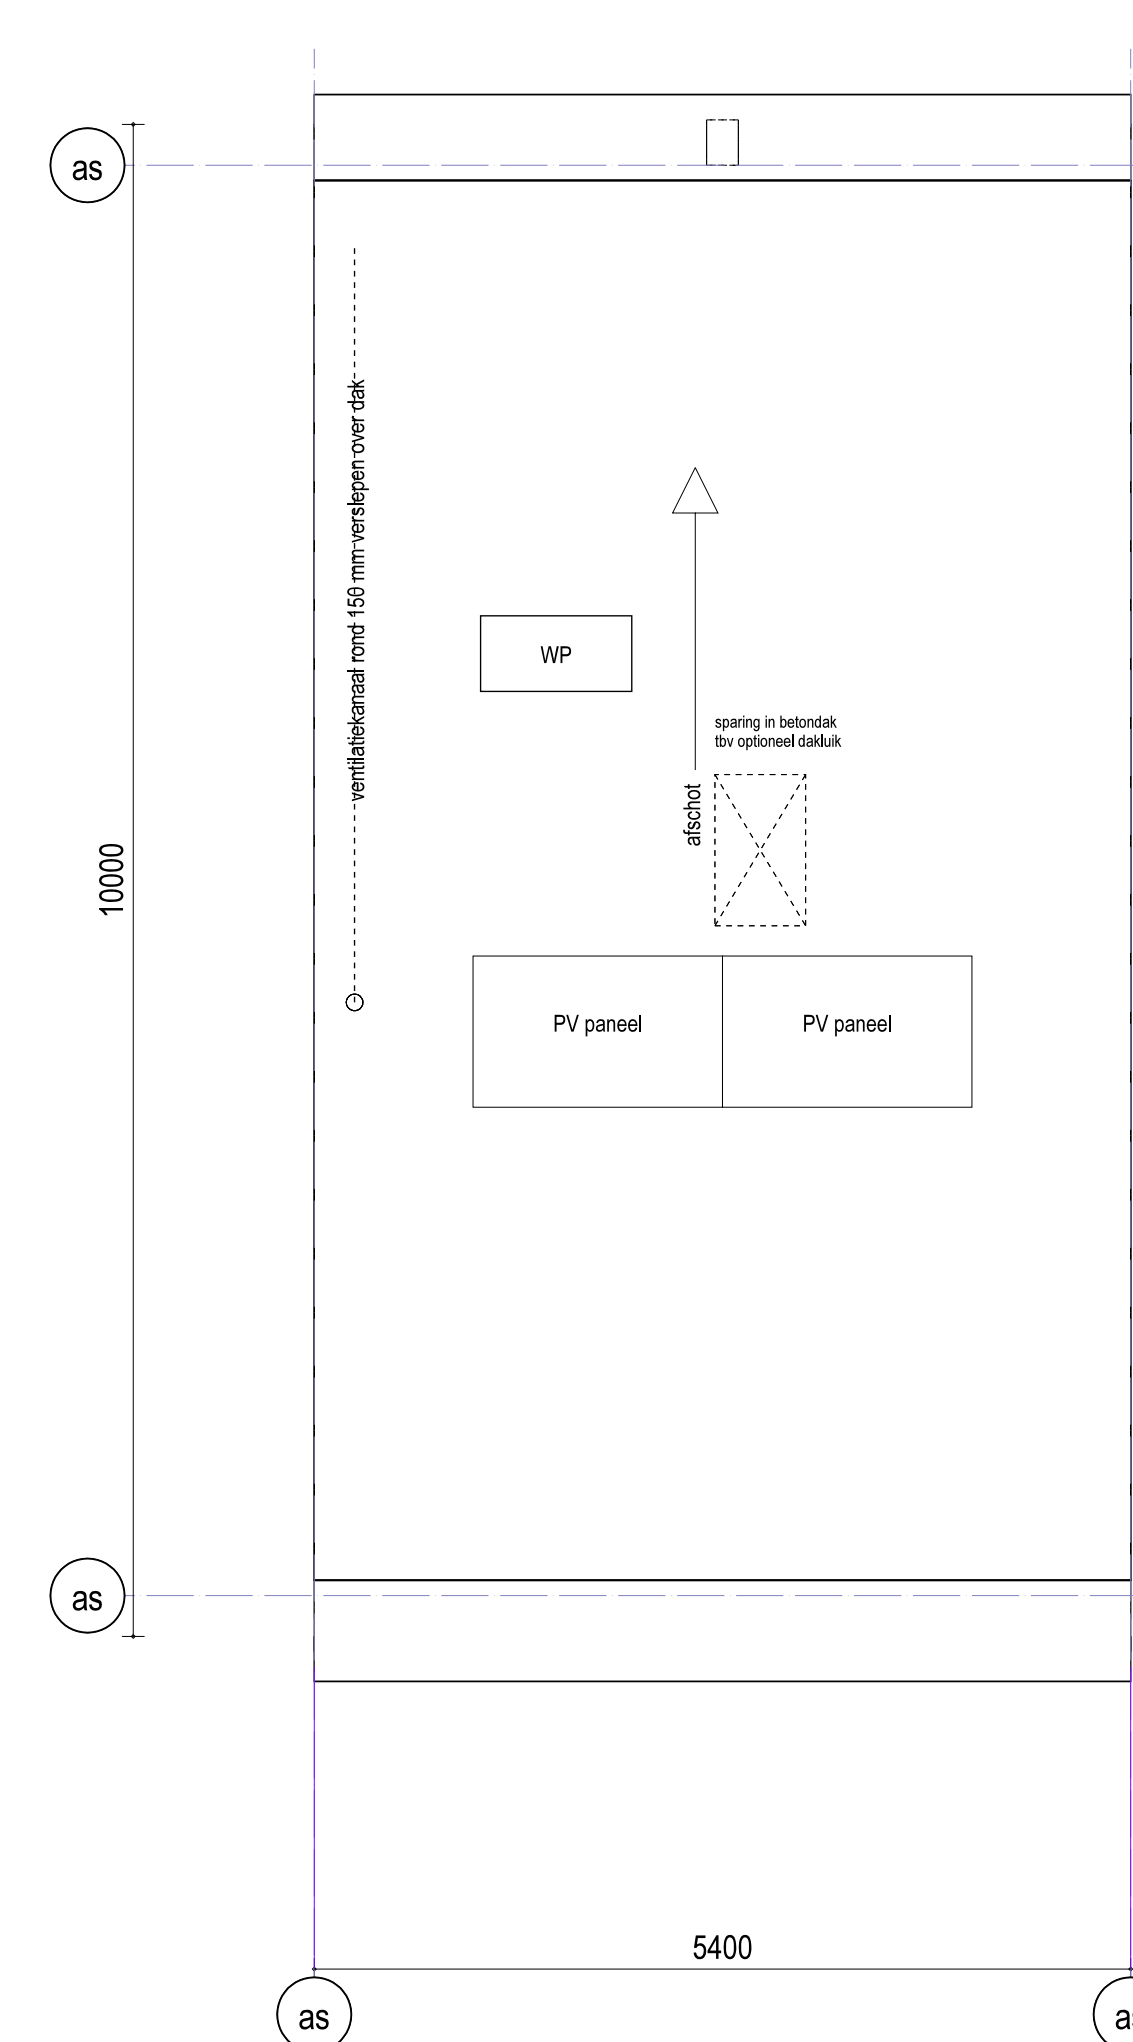 as
ventilatiekanaal rond 150 mm verslepen over dak
WP
sparing in betondak
tbv optioneel dakluik
afschot
10000
PV paneel
PV paneel
as
5400
as